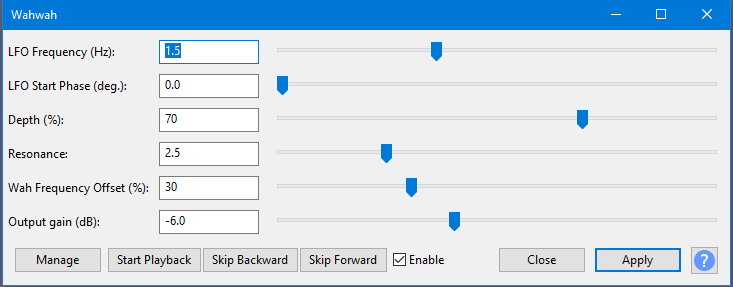 Wahwah
LFO Frequency (Hz): 1.5
LFO Start Phase (deg.): 0.0
Depth (%): 70
Resonance: 2.5
Wah Frequency Offset (%): 30
Output gain (dB): -6.0
Manage Start Playback Skip Backward Skip Forward Enable Close Apply ?